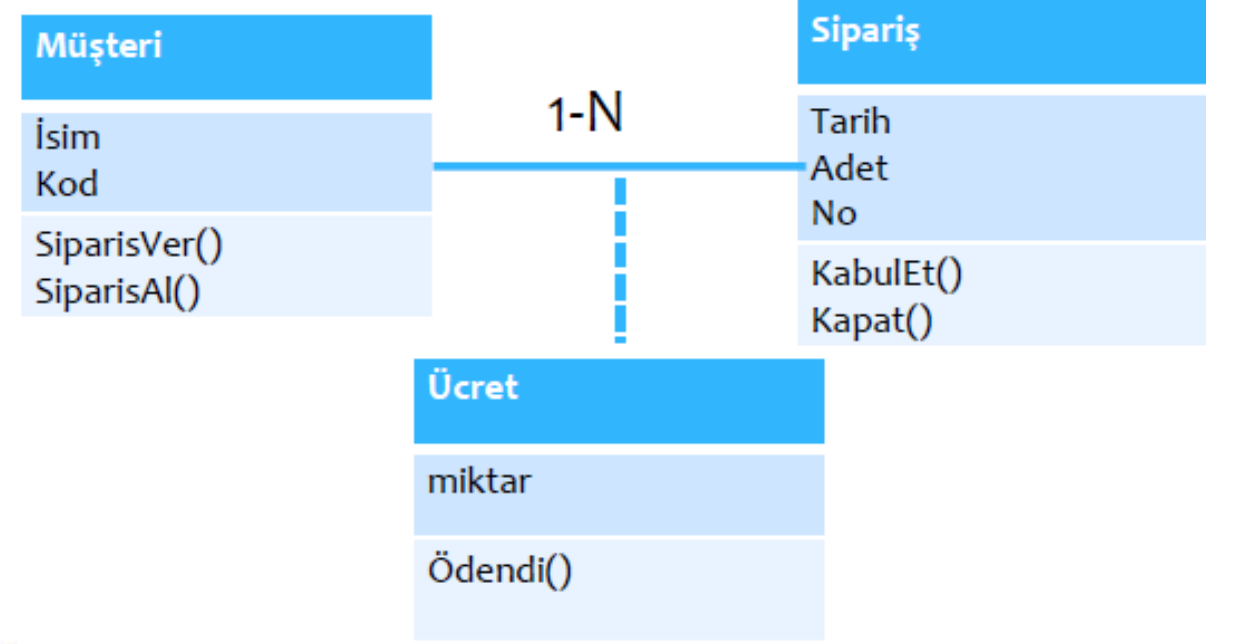 Müşteri
İsim
Kod
SiparisVer()
SiparisAl()
1-N
Sipariş
Tarih
Adet
No
KabulEt()
Kapat()
Ücret
miktar
Ödendi()